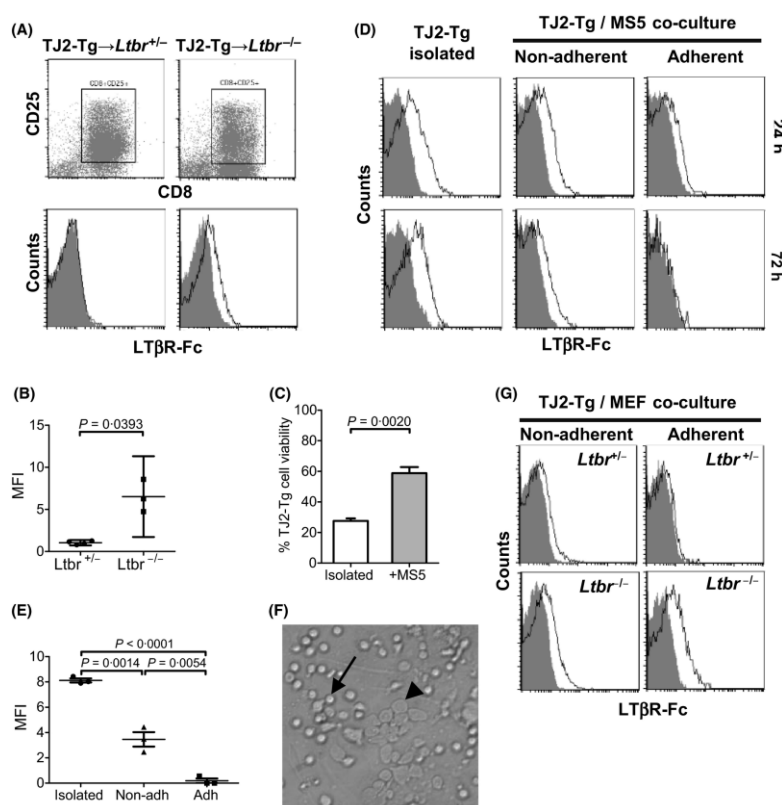 (A)
TJ2-Tg→Ltbr+/– TJ2-Tg→Ltbr–/–
CD8+CD25+ CD8+CD25+
CD25
CD8
Counts
LTβR-Fc
(B)
P = 0·0393
MFI
15
10
5
0
Ltbr +/– Ltbr –/–
(C)
P = 0·0020
% TJ2-Tg cell viability
100
80
60
40
20
0
Isolated +MS5
(D)
TJ2-Tg isolated
TJ2-Tg / MS5 co-culture
Non-adherent Adherent
24 h
72 h
Counts
LTβR-Fc
(E)
P < 0·0001
P = 0·0014 P = 0·0054
MFI
10
8
6
4
2
0
Isolated Non-adh Adh
(F)
(G)
TJ2-Tg / MEF co-culture
Non-adherent Adherent
Ltbr+/– Ltbr +/–
Ltbr–/– Ltbr –/–
Counts
LTβR-Fc